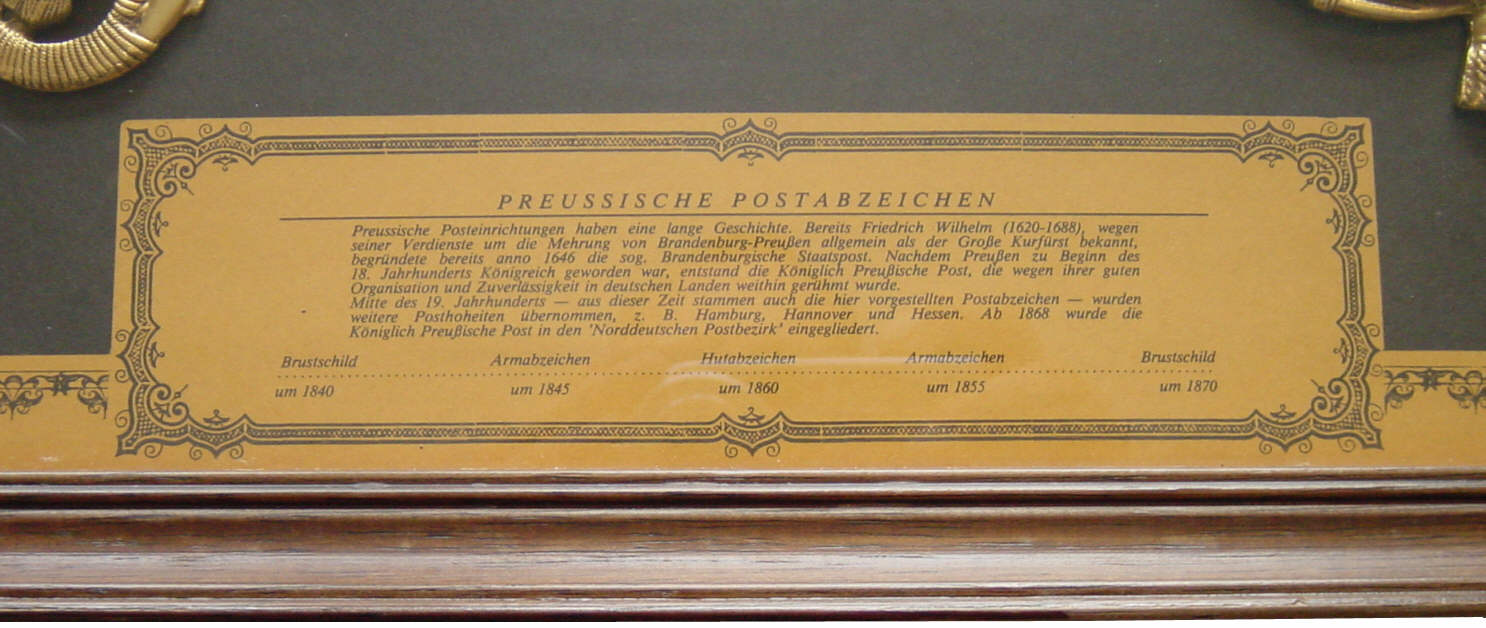 PREUSSISCHE POSTABZEICHEN
Preussische Posteinrichtungen haben eine lange Geschichte. Bereits Friedrich Wilhelm (1620-1688), wegen
seiner Verdienste um die Mehrung von Brandenburg-Preußen allgemein als der Große Kurfürst bekannt,
begründete bereits anno 1646 die sog. Brandenburgische Staatspost. Nachdem Preußen zu Beginn des
18. Jahrhunderts Königreich geworden war, entstand die Königlich Preußische Post, die wegen ihrer guten
Organisation und Zuverlässigkeit in deutschen Landen weithin gerühmt wurde.
Mitte des 19. Jahrhunderts — aus dieser Zeit stammen auch die hier vorgestellten Postabzeichen — wurden
weitere Posthoheiten übernommen, z. B. Hamburg, Hannover und Hessen. Ab 1868 wurde die
Königlich Preußische Post in den 'Norddeutschen Postbezirk' eingegliedert.
Brustschild Armabzeichen Hutabzeichen Armabzeichen Brustschild
um 1840 um 1845 um 1860 um 1855 um 1870